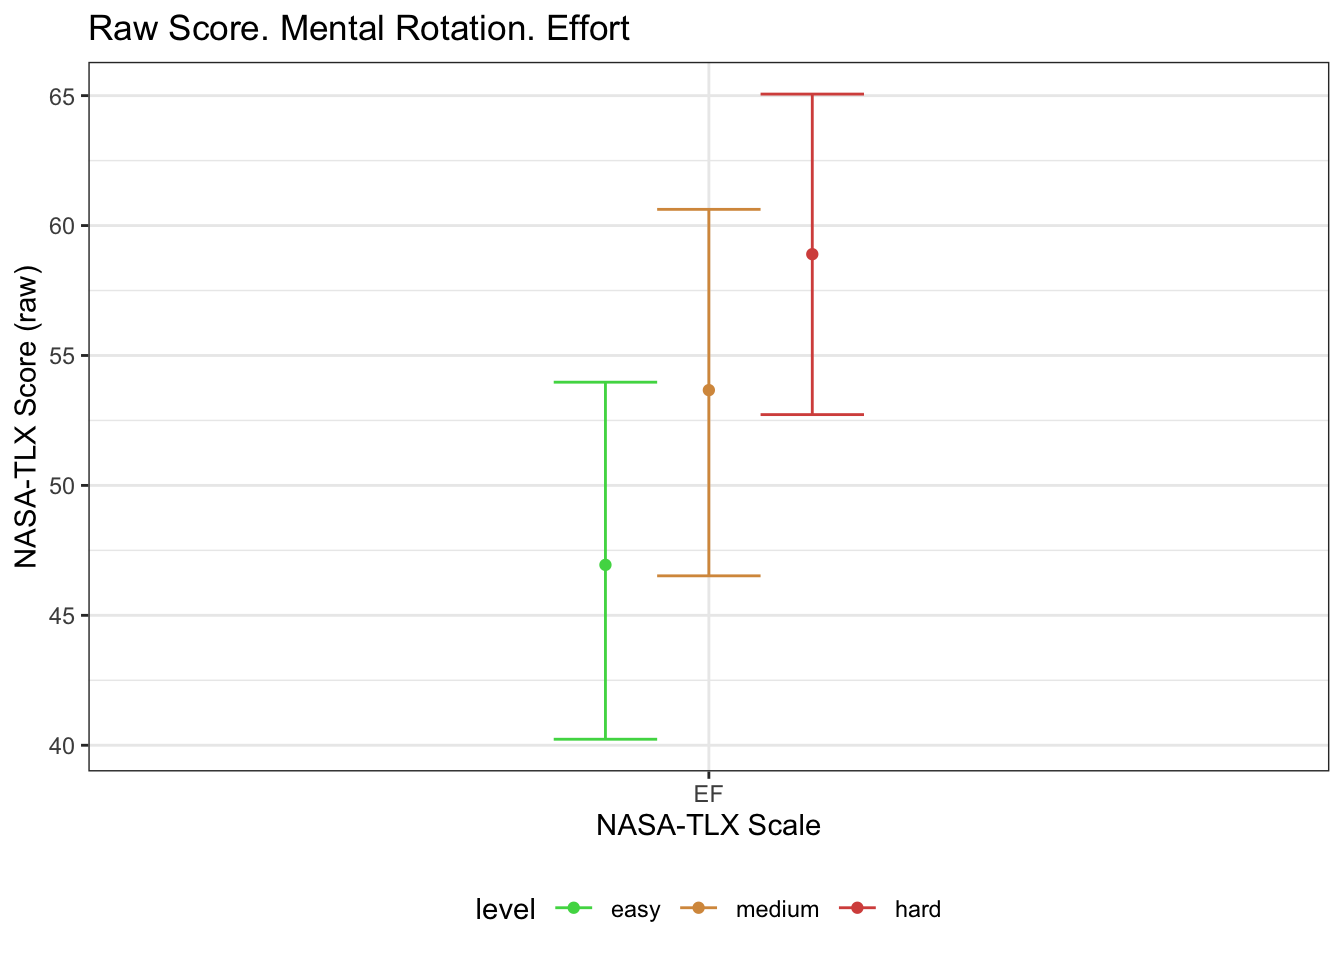 Raw Score. Mental Rotation. Effort
NASA-TLX Score (raw)
65
60
55
50
45
40
EF
NASA-TLX Scale
level easy medium hard